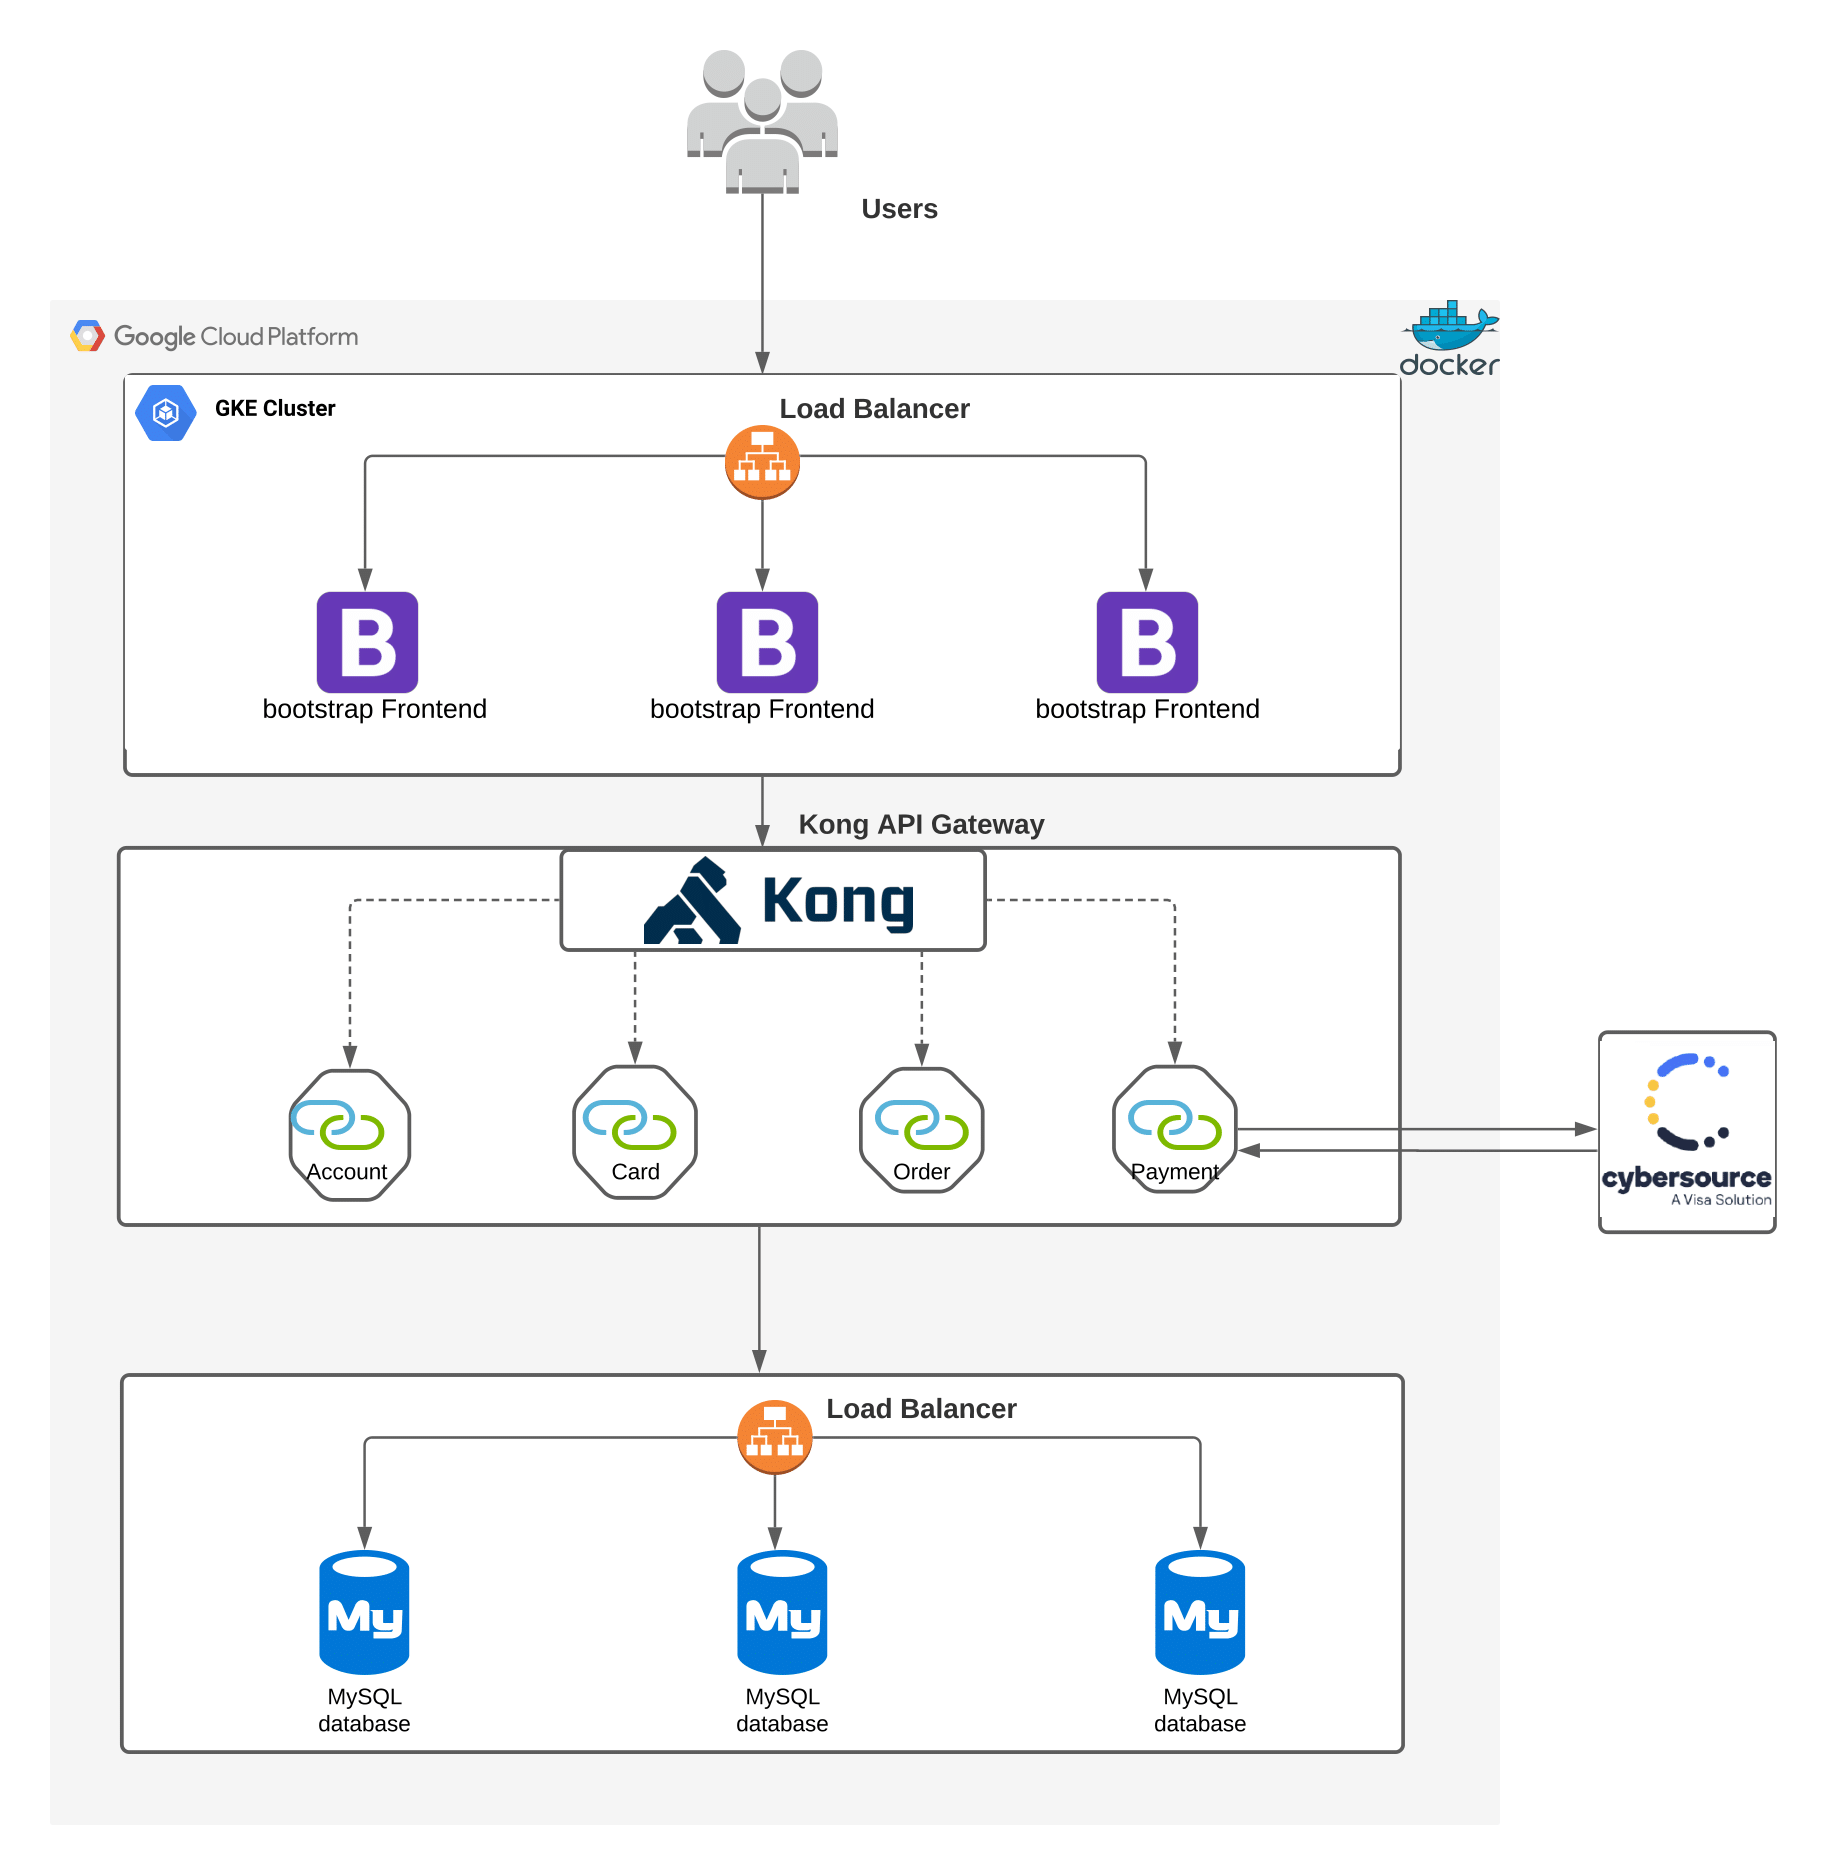 Users
Google Cloud Platform
docker
GKE Cluster
Load Balancer
B
B
B
bootstrap Frontend
bootstrap Frontend
bootstrap Frontend
Kong API Gateway
Kong
Account
Card
Order
Payment
cybersource
A Visa Solution
Load Balancer
My
My
My
MySQL
database
MySQL
database
MySQL
database